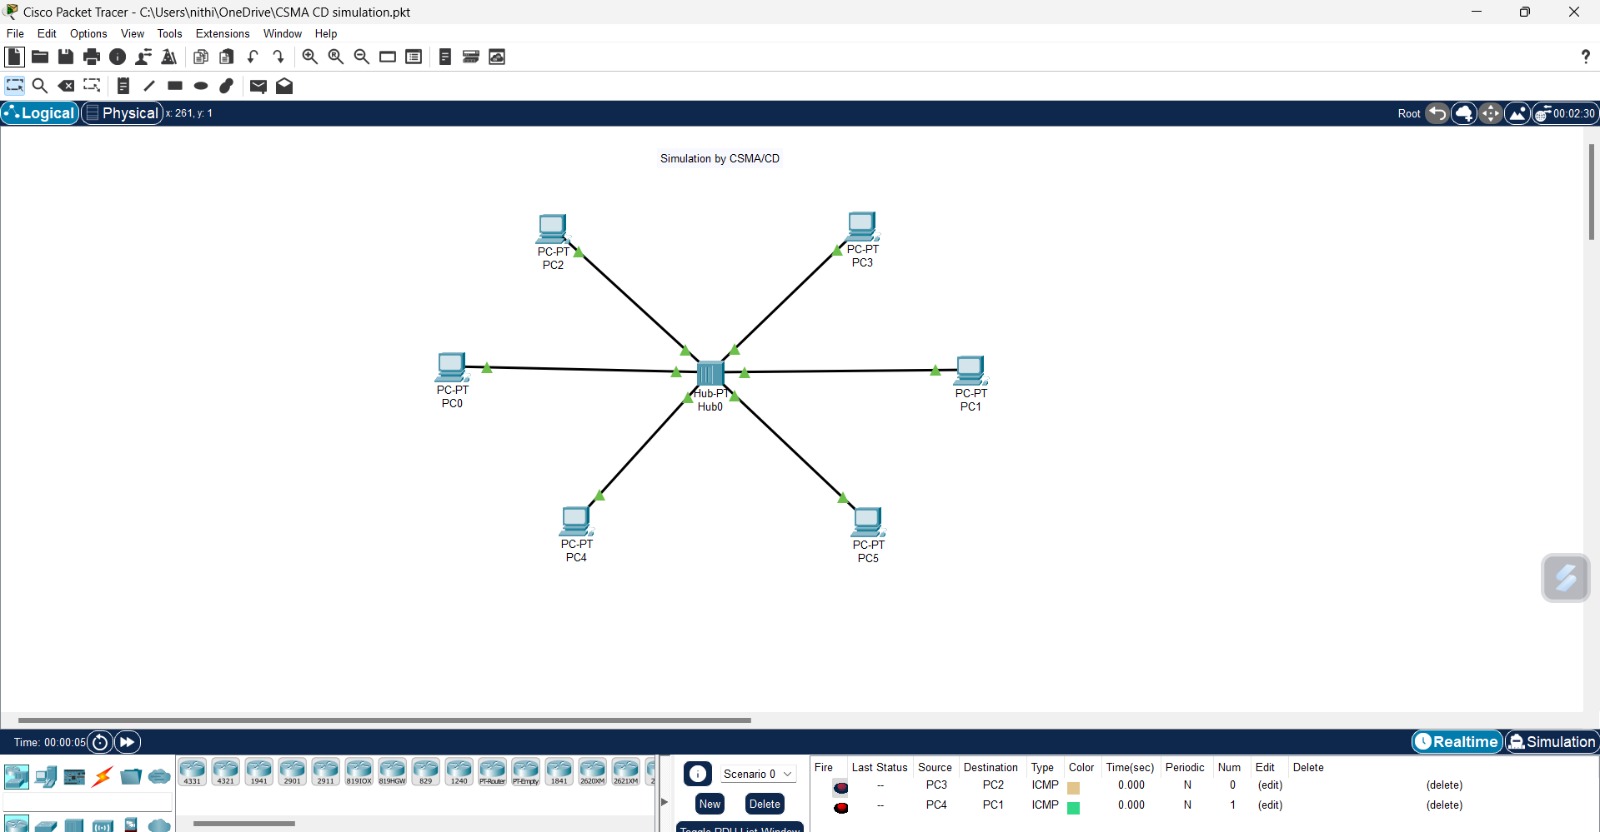 Cisco Packet Tracer - C:\Users\nithi\OneDrive\CSMA CD simulation.pkt
File Edit Options View Tools Extensions Window Help
?
Logical Physical x: 261, y: 1 Root 00:02:30
Simulation by CSMA/CD
PC-PT
PC2
PC-PT
PC3
PC-PT
PC0
Hub-PT
Hub0
PC-PT
PC1
PC-PT
PC4
PC-PT
PC5
Time: 00:00:05 Realtime Simulation
4331 4321 1941 2901 2911 819IOX 819HGW 829 1240 PT-Router PT-Empty 1841 2620XM 2621XM 2
Scenario 0
New Delete
Toggle PDU List Window
Fire Last Status Source Destination Type Color Time(sec) Periodic Num Edit Delete
-- PC3 PC2 ICMP 0.000 N 0 (edit) (delete)
-- PC4 PC1 ICMP 0.000 N 1 (edit) (delete)